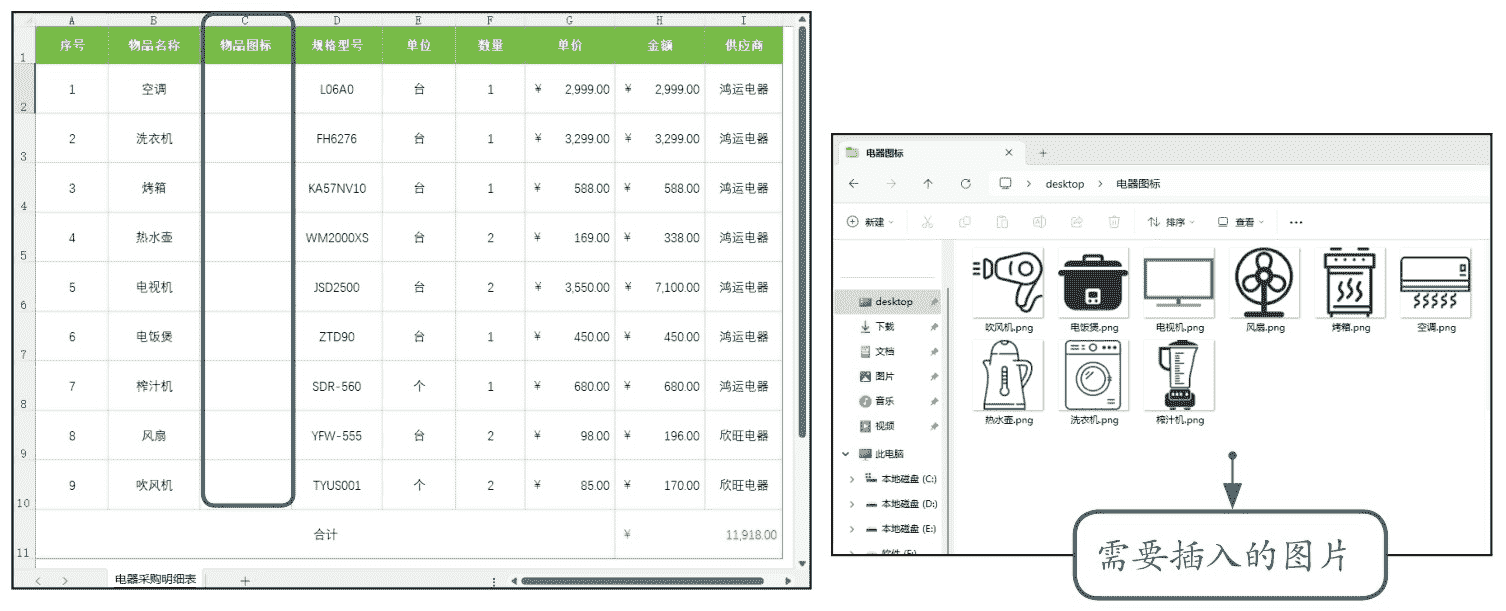 A B C D E F G H I
1 序号 物品名称 物品图标 规格型号 单位 数量 单价 金额 供应商
2 1 空调 L06A0 台 1 ¥ 2,999.00 ¥ 2,999.00 鸿运电器
3 2 洗衣机 FH6276 台 1 ¥ 3,299.00 ¥ 3,299.00 鸿运电器
4 3 烤箱 KA57NV10 台 1 ¥ 588.00 ¥ 588.00 鸿运电器
5 4 热水壶 WM2000XS 台 2 ¥ 169.00 ¥ 338.00 鸿运电器
6 5 电视机 JSD2500 台 2 ¥ 3,550.00 ¥ 7,100.00 鸿运电器
7 6 电饭煲 ZTD90 台 1 ¥ 450.00 ¥ 450.00 鸿运电器
8 7 榨汁机 SDR-560 个 1 ¥ 680.00 ¥ 680.00 鸿运电器
9 8 风扇 YFW-555 台 2 ¥ 98.00 ¥ 196.00 欣旺电器
10 9 吹风机 TYUS001 个 2 ¥ 85.00 ¥ 170.00 欣旺电器
11 合计 ¥ 11,918.00
电器采购明细表
电器图标
desktop 电器图标
新建 排序 查看
desktop
下载
文档
图片
音乐
视频
此电脑
本地磁盘 (C:)
本地磁盘 (D:)
本地磁盘 (E:)
软件 (F:)
吹风机.png 电饭煲.png 电视机.png 风扇.png 烤箱.png 空调.png
热水壶.png 洗衣机.png 榨汁机.png
需要插入的图片